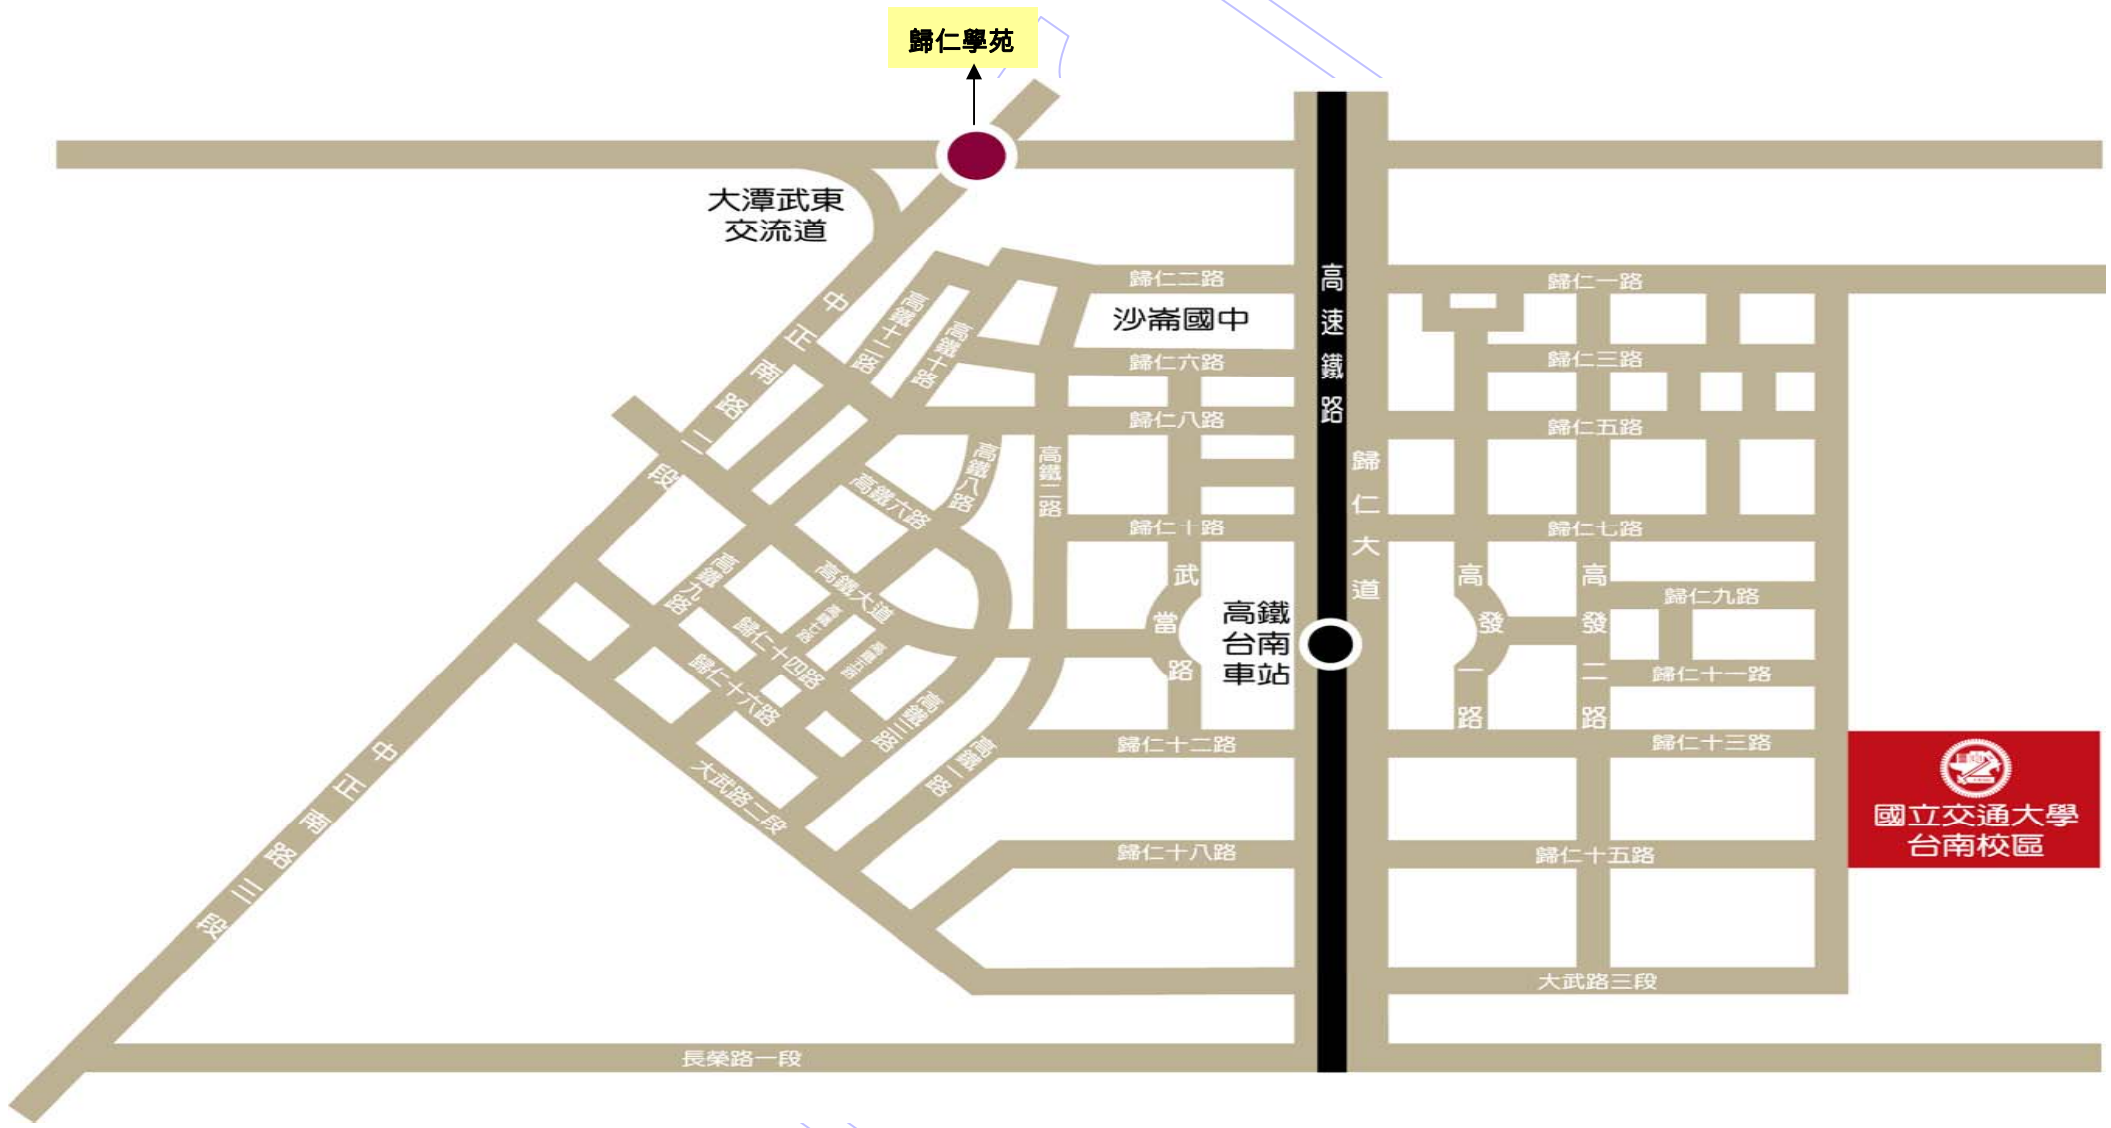 歸仁學苑
大潭武東
交流道
中正南路二段
高鐵十二路
高鐵十路
歸仁二路
沙崙國中
歸仁六路
歸仁八路
高速鐵路
歸仁一路
歸仁三路
歸仁五路
高鐵八路
高鐵二路
高鐵六路
歸仁大道
歸仁十路
歸仁七路
高鐵九路
高鐵大道
高鐵七路
高鐵五路
歸仁十四路
歸仁十六路
武當路
高鐵
台南
車站
高發一路
高發二路
歸仁九路
歸仁十一路
高鐵三路
高鐵一路
歸仁十二路
歸仁十三路
中正南路三段
大武路二段
國立交通大學
台南校區
歸仁十八路
歸仁十五路
大武路三段
長榮路一段